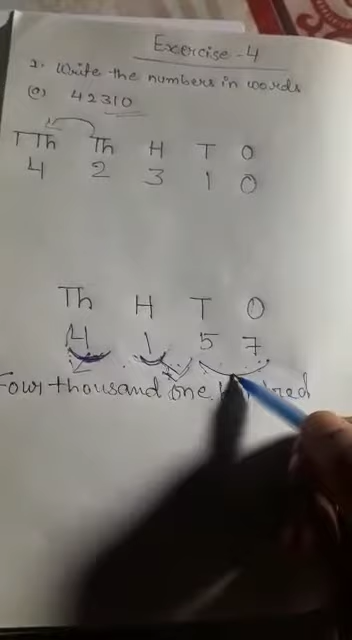 Exercise-4
1. Write the numbers in words
(a) 42310
T Th Th H T O
4 2 3 1 0
Th H T O
4 1 5 7
Four thousand one